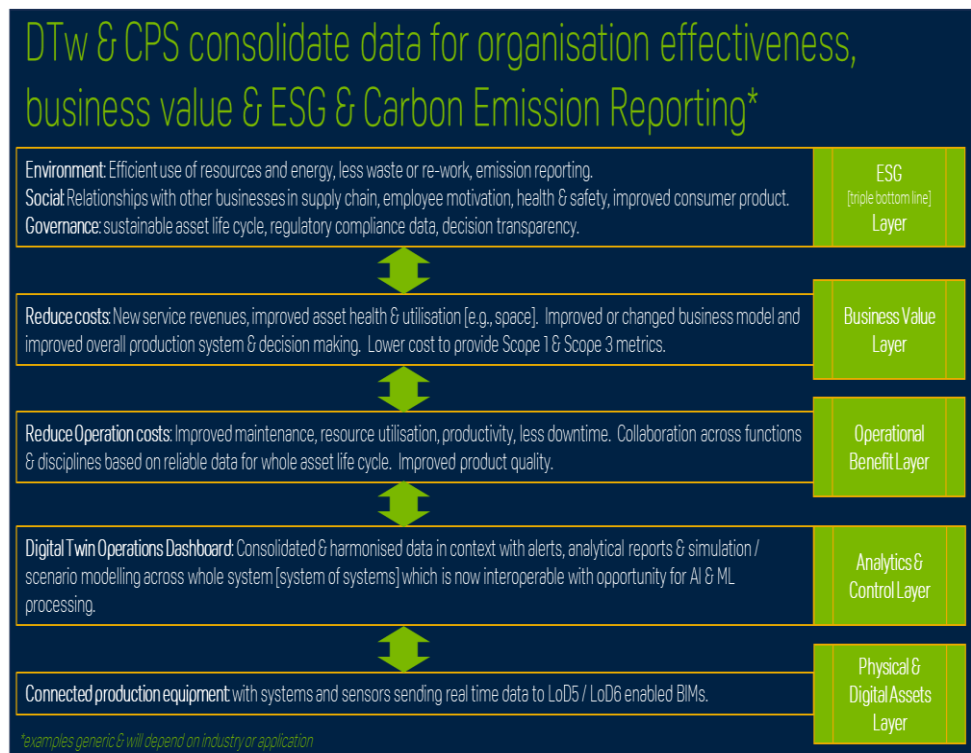 DTw & CPS consolidate data for organisation effectiveness,
business value & ESG & Carbon Emission Reporting*
Environment: Efficient use of resources and energy, less waste or re-work, emission reporting.
Social: Relationships with other businesses in supply chain, employee motivation, health & safety, improved consumer product.
Governance: sustainable asset life cycle, regulatory compliance data, decision transparency.
ESG
[triple bottom line]
Layer
Reduce costs: New service revenues, improved asset health & utilisation [e.g., space]. Improved or changed business model and
improved overall production system & decision making. Lower cost to provide Scope 1 & Scope 3 metrics.
Business Value
Layer
Reduce Operation costs: Improved maintenance, resource utilisation, productivity, less downtime. Collaboration across functions
& disciplines based on reliable data for whole asset life cycle. Improved product quality.
Operational
Benefit Layer
Digital Twin Operations Dashboard: Consolidated & harmonised data in context with alerts, analytical reports & simulation /
scenario modelling across whole system [system of systems] which is now interoperable with opportunity for AI & ML
processing.
Analytics &
Control Layer
Connected production equipment: with systems and sensors sending real time data to LoD5 / LoD6 enabled BIMs.
Physical &
Digital Assets
Layer
*examples generic & will depend on industry or application